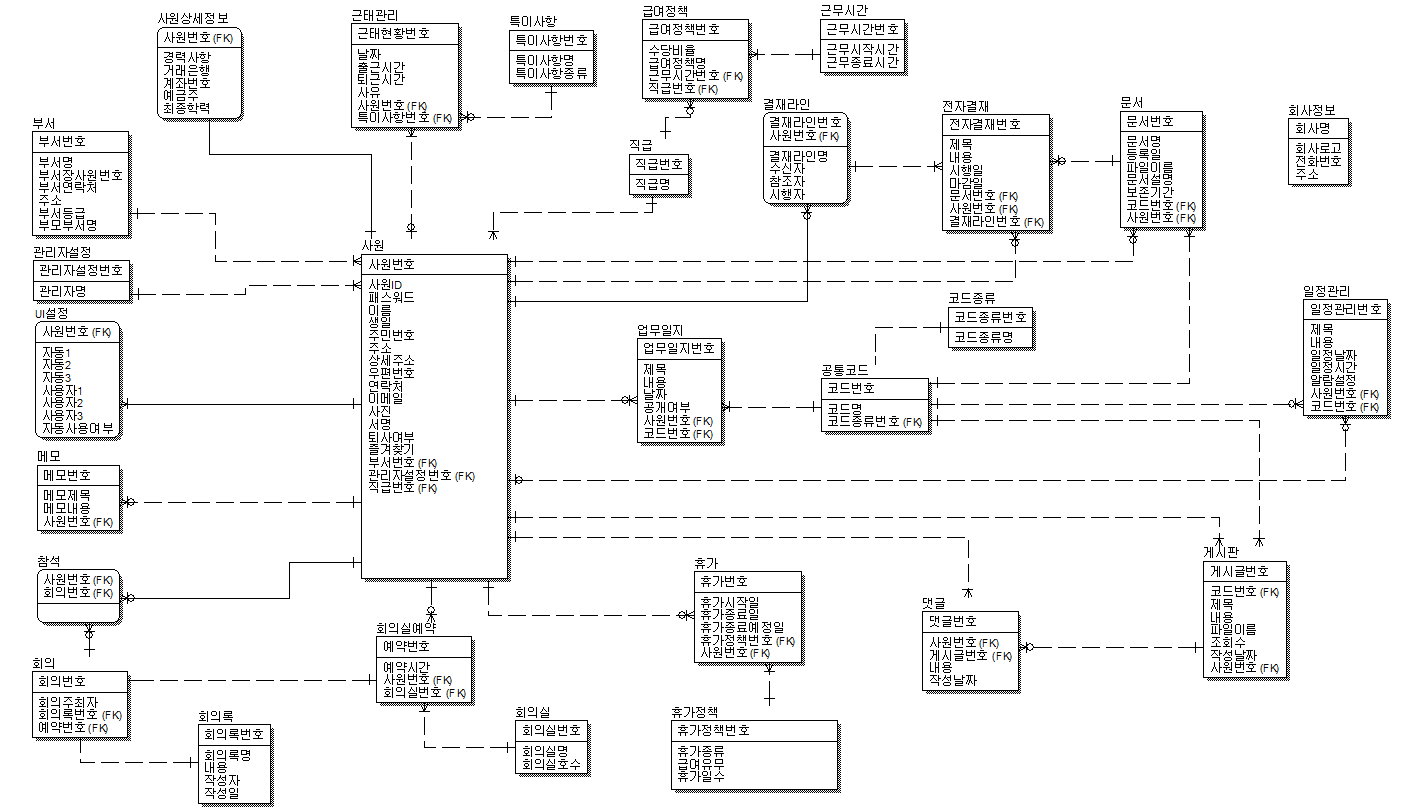 사원상세정보
사원번호 (FK)
경력사항
거래은행
계좌번호
예금주
최종학력
근태관리
근태현황번호
날짜
출근시간
퇴근시간
사유
사원번호 (FK)
특이사항번호 (FK)
특이사항
특이사항번호
특이사항명
특이사항종류
급여정책
급여정책번호
수당비율
급여정책명
근무시간번호 (FK)
직급번호 (FK)
근무시간
근무시간번호
근무시작시간
근무종료시간
부서
부서번호
부서명
부서장사원번호
부서연락처
주소
부서등급
부모부서명
직급
직급번호
직급명
결재라인
결재라인번호
사원번호 (FK)
결재라인명
수신자
참조자
시행자
전자결재
전자결재번호
제목
내용
시행일
마감일
문서번호 (FK)
사원번호 (FK)
결재라인번호 (FK)
문서
문서번호
문서명
등록일
파일이름
문서설명
보존기간
코드번호 (FK)
사원번호 (FK)
회사정보
회사명
회사로고
전화번호
주소
관리자설정
관리자설정번호
관리자명
사원
사원번호
사원ID
패스워드
이름
생일
주민번호
주소
상세주소
우편번호
연락처
이메일
사진
서명
퇴사여부
즐겨찾기
부서번호 (FK)
관리자설정번호 (FK)
직급번호 (FK)
UI설정
사원번호 (FK)
자동1
자동2
자동3
사용자1
사용자2
사용자3
자동사용여부
업무일지
업무일지번호
제목
내용
날짜
공개여부
사원번호 (FK)
코드번호 (FK)
코드종류
코드종류번호
코드종류명
공통코드
코드번호
코드명
코드종류번호 (FK)
일정관리
일정관리번호
제목
내용
일정날짜
일정시간
알람설정
사원번호 (FK)
코드번호 (FK)
메모
메모번호
메모제목
메모내용
사원번호 (FK)
참석
사원번호 (FK)
회의번호 (FK)
회의
회의번호
회의주최자
회의록번호 (FK)
예약번호 (FK)
회의록
회의록번호
회의록명
내용
작성자
작성일
회의실예약
예약번호
예약시간
사원번호 (FK)
회의실번호 (FK)
회의실
회의실번호
회의실명
회의실호수
휴가
휴가번호
휴가시작일
휴가종료일
휴가종료예정일
휴가정책번호 (FK)
사원번호 (FK)
휴가정책
휴가정책번호
휴가종류
급여유무
휴가일수
댓글
댓글번호
사원번호 (FK)
게시글번호 (FK)
내용
작성날짜
게시판
게시글번호
코드번호 (FK)
제목
내용
파일이름
조회수
작성날짜
사원번호 (FK)